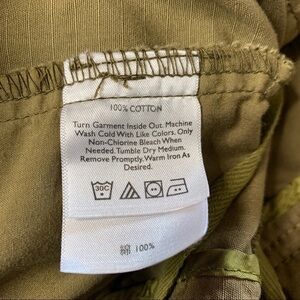 100% COTTON
Turn Garment Inside Out. Machine
Wash Cold With Like Colors. Only
Non-Chlorine Bleach When
Needed. Tumble Dry Medium.
Remove Promptly. Warm Iron As
Desired.
30C
100%